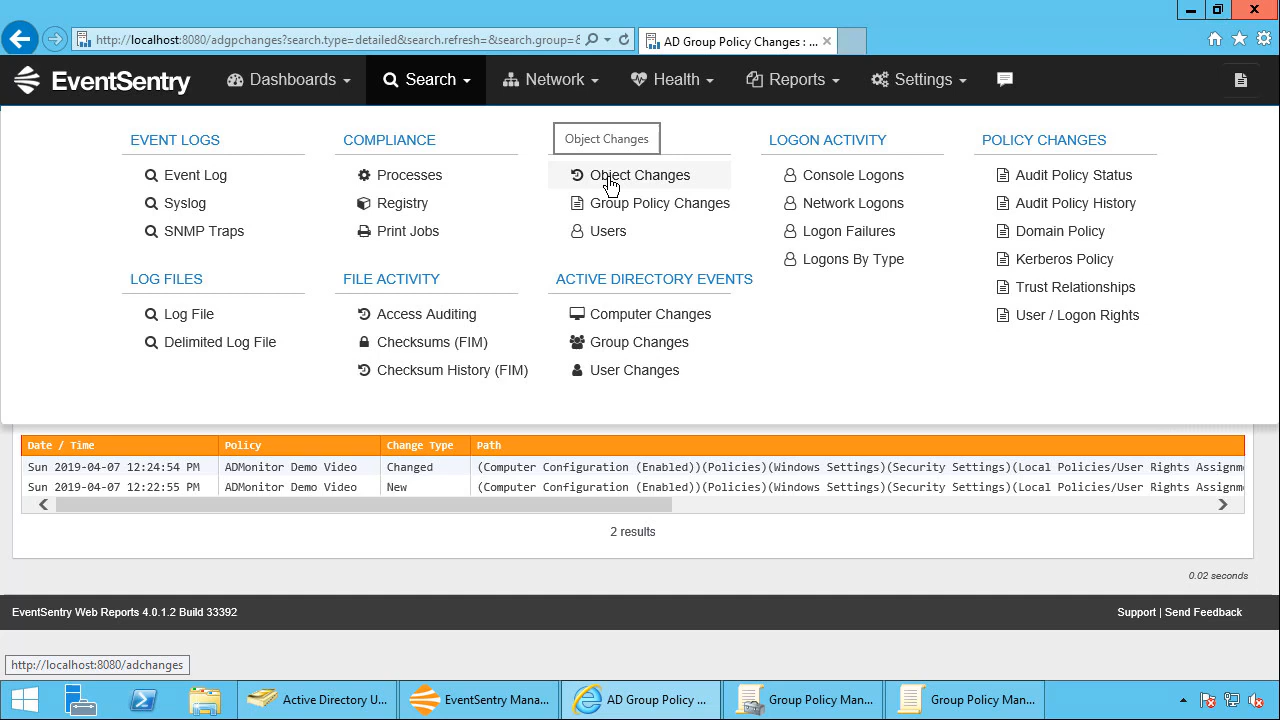 http://localhost:8080/adgpchanges?search.type=detailed&search.refresh=&search.group=&
AD Group Policy Changes : ...
EventSentry
Dashboards
Search
Network
Health
Reports
Settings
EVENT LOGS
Event Log
Syslog
SNMP Traps
LOG FILES
Log File
Delimited Log File
COMPLIANCE
Processes
Registry
Print Jobs
FILE ACTIVITY
Access Auditing
Checksums (FIM)
Checksum History (FIM)
Object Changes
Object Changes
Group Policy Changes
Users
ACTIVE DIRECTORY EVENTS
Computer Changes
Group Changes
User Changes
LOGON ACTIVITY
Console Logons
Network Logons
Logon Failures
Logons By Type
POLICY CHANGES
Audit Policy Status
Audit Policy History
Domain Policy
Kerberos Policy
Trust Relationships
User / Logon Rights
Date / Time Policy Change Type Path
Sun 2019-04-07 12:24:54 PM ADMonitor Demo Video Changed (Computer Configuration (Enabled))(Policies)(Windows Settings)(Security Settings)(Local Policies/User Rights Assignm
Sun 2019-04-07 12:22:55 PM ADMonitor Demo Video New (Computer Configuration (Enabled))(Policies)(Windows Settings)(Security Settings)(Local Policies/User Rights Assignm
2 results
0.02 seconds
EventSentry Web Reports 4.0.1.2 Build 33392
Support | Send Feedback
http://localhost:8080/adchanges
Active Directory U...
EventSentry Mana...
AD Group Policy ...
Group Policy Man...
Group Policy Man...